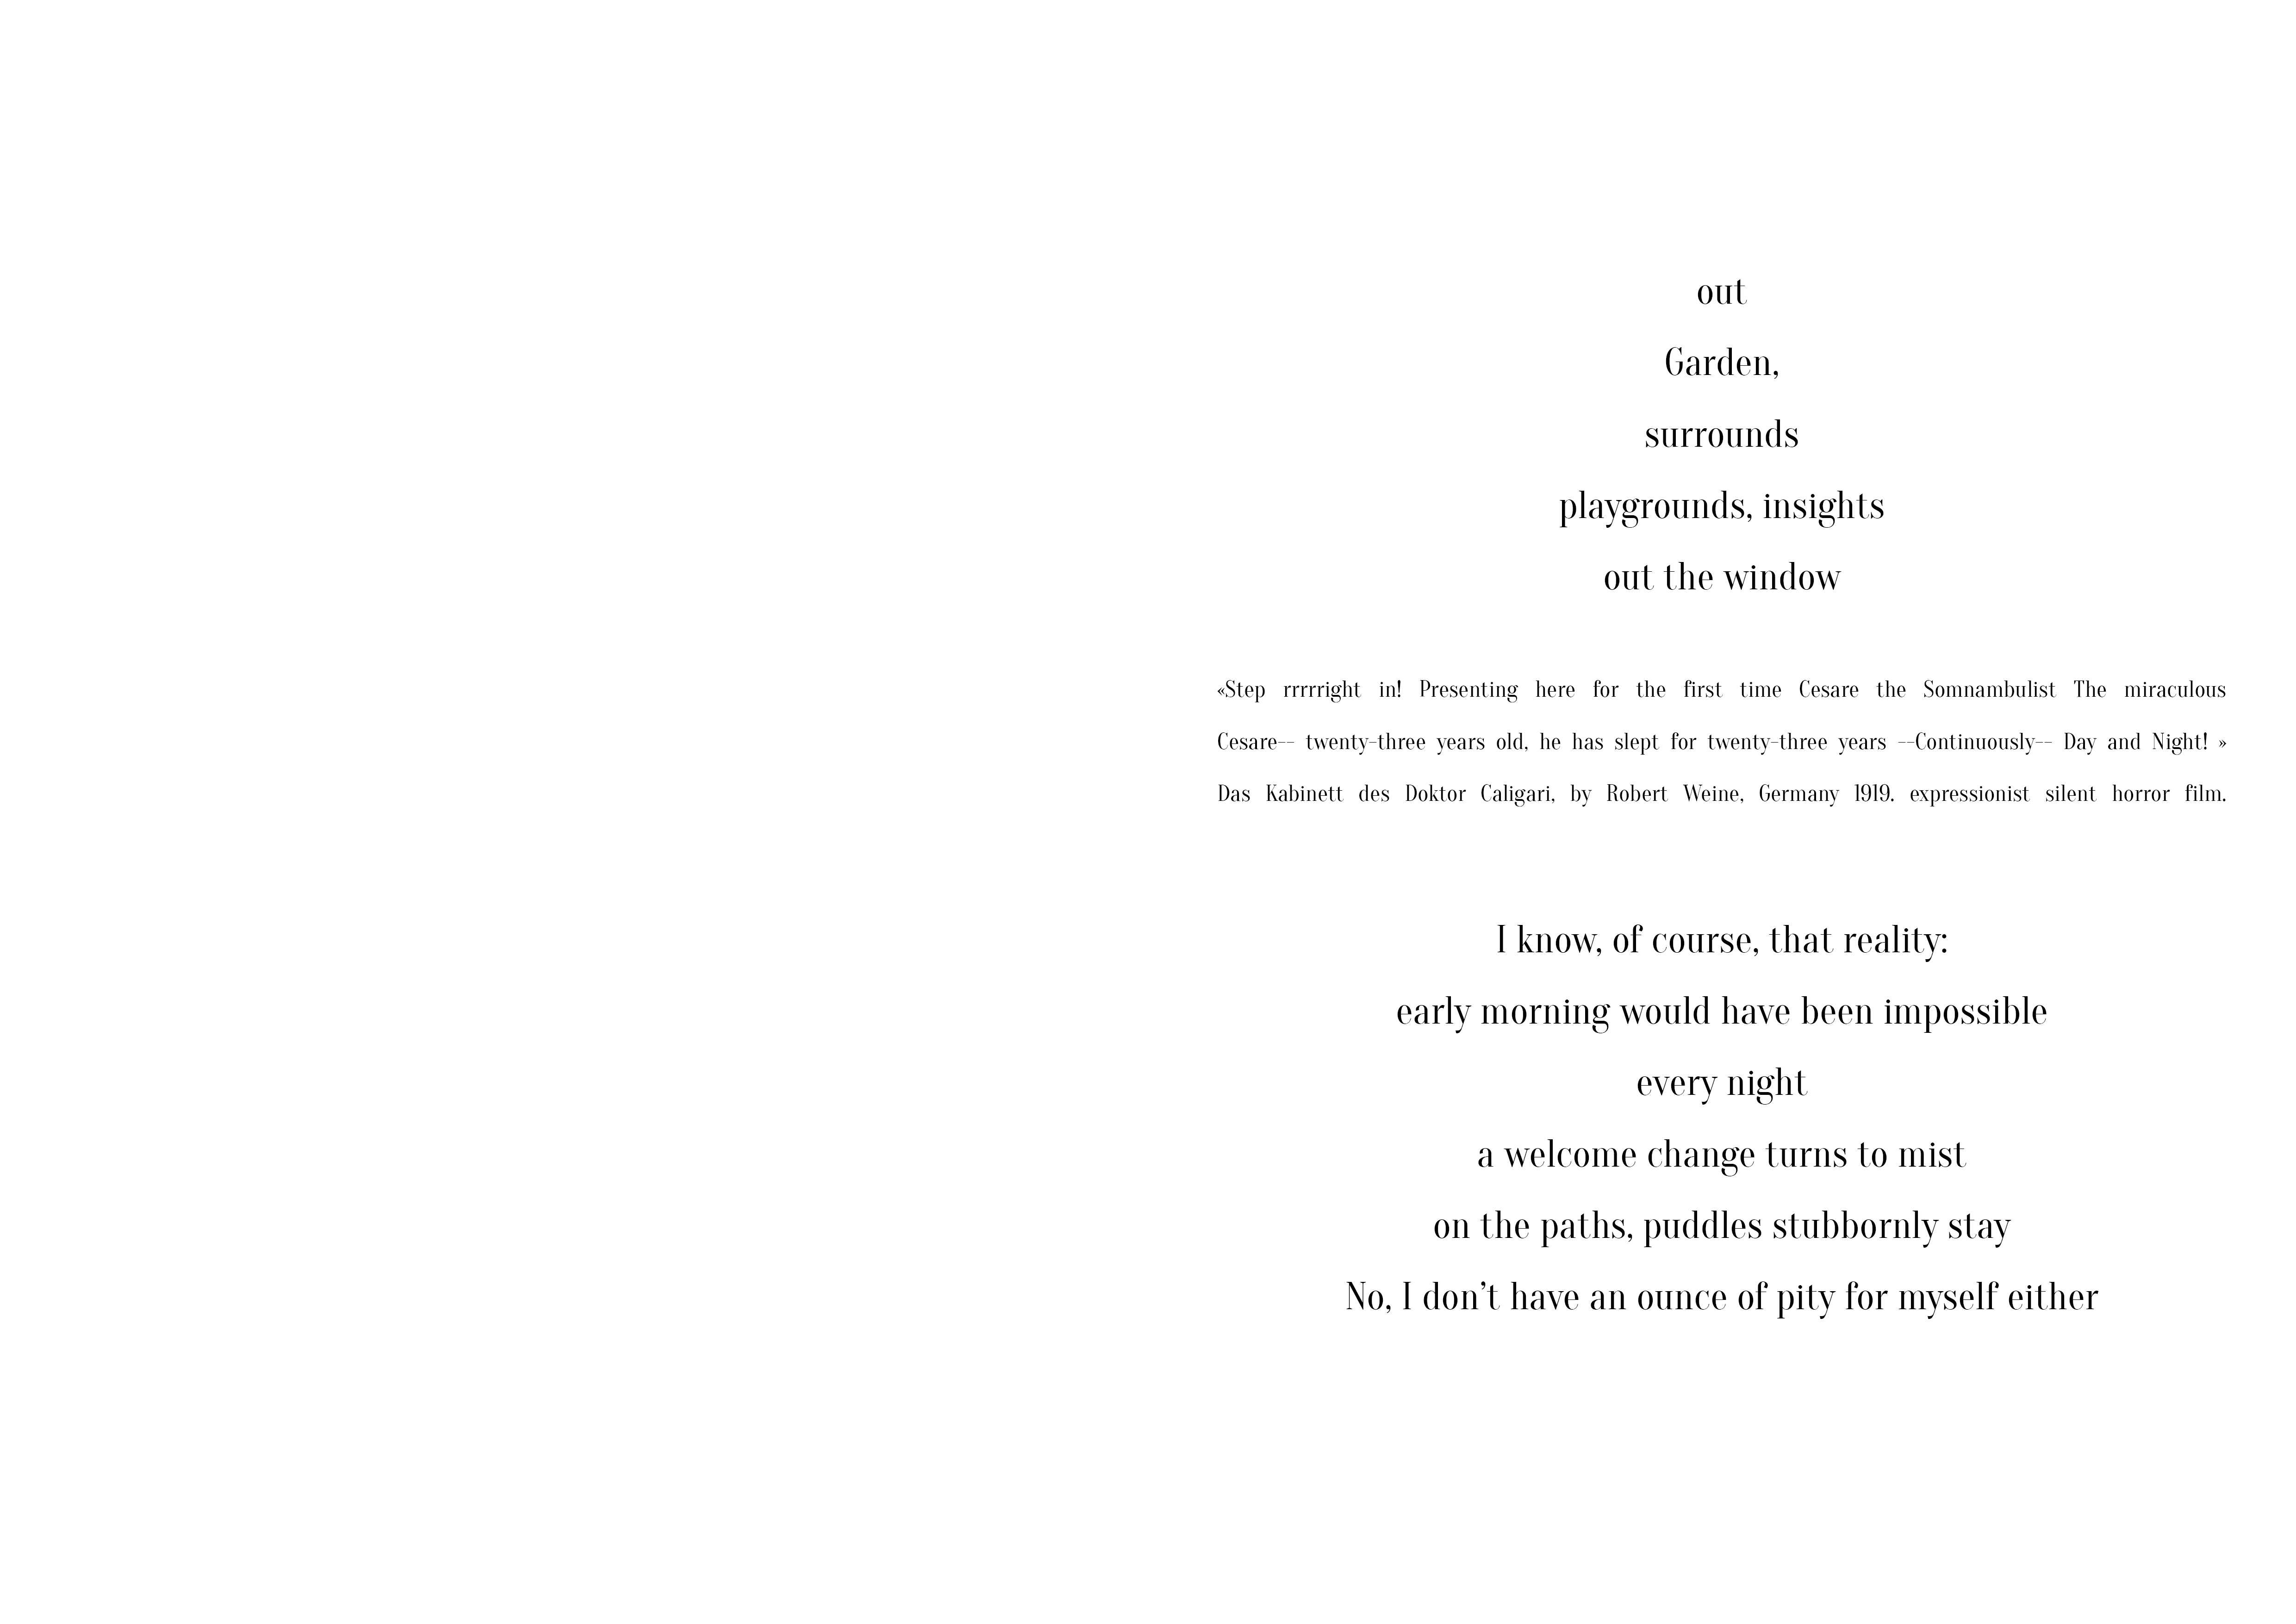 out
Garden,
surrounds
playgrounds, insights
out the window
«Step rrrrright in! Presenting here for the first time Cesare the Somnambulist The miraculous
Cesare-- twenty-three years old, he has slept for twenty-three years --Continuously-- Day and Night! »
Das Kabinett des Doktor Caligari, by Robert Weine, Germany 1919. expressionist silent horror film.
I know, of course, that reality:
early morning would have been impossible
every night
a welcome change turns to mist
on the paths, puddles stubbornly stay
No, I don’t have an ounce of pity for myself either